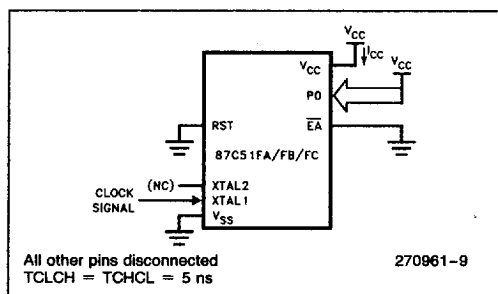 VCC
ICC
VCC
VCC
P0
RST
EA
87C51FA/FB/FC
(NC)
XTAL2
CLOCK
SIGNAL
XTAL1
VSS
All other pins disconnected
270961-9
TCLCH = TCHCL = 5 ns